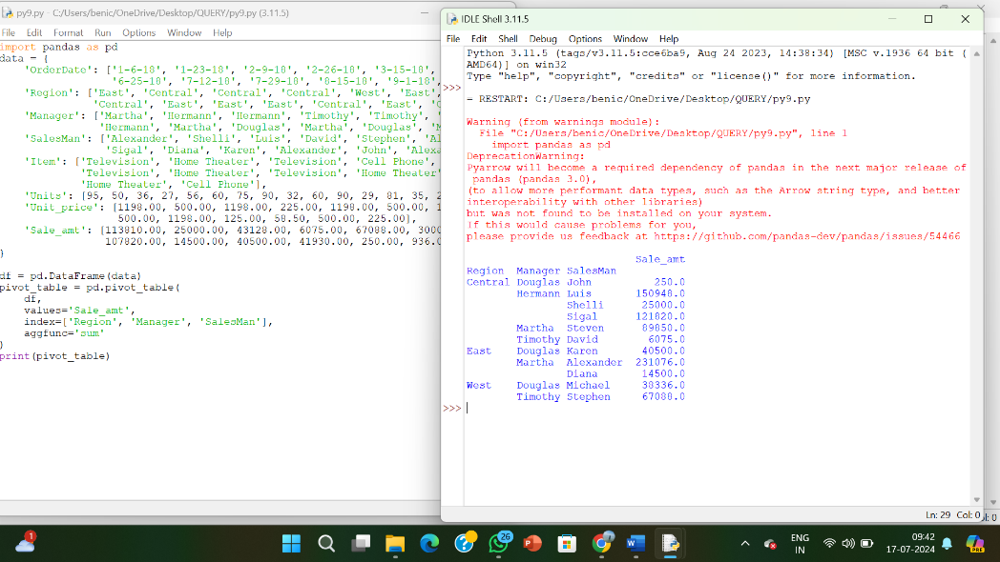 py9.py - C:/Users/benic/OneDrive/Desktop/QUERY/py9.py (3.11.5)
File Edit Format Run Options Window Help
import pandas as pd
data = {
'OrderDate': ['1-6-18', '1-23-18', '2-9-18', '2-26-18', '3-15-18',
'6-25-18', '7-12-18', '7-29-18', '8-15-18', '9-1-18',
'Region': ['East', 'Central', 'Central', 'Central', 'West', 'East',
'Central', 'East', 'East', 'East', 'Central', 'East',
'Manager': ['Martha', 'Hermann', 'Hermann', 'Timothy', 'Timothy',
'Hermann', 'Martha', 'Douglas', 'Martha', 'Douglas',
'SalesMan': ['Alexander', 'Shelli', 'Luis', 'David', 'Stephen', 'Al
'Sigal', 'Diana', 'Karen', 'Alexander', 'John', 'Alexa
'Item': ['Television', 'Home Theater', 'Television', 'Cell Phone',
'Television', 'Home Theater', 'Television', 'Home Theater'
'Home Theater', 'Cell Phone'],
'Units': [95, 50, 36, 27, 56, 60, 75, 90, 32, 60, 90, 29, 81, 35, 2
'Unit_price': [1198.00, 500.00, 1198.00, 225.00, 1198.00, 500.00, 1
500.00, 1198.00, 125.00, 58.50, 500.00, 225.00],
'Sale_amt': [113810.00, 25000.00, 43128.00, 6075.00, 67088.00, 3000
107820.00, 14500.00, 40500.00, 41930.00, 250.00, 936.0
}
df = pd.DataFrame(data)
pivot_table = pd.pivot_table(
df,
values='Sale_amt',
index=['Region', 'Manager', 'SalesMan'],
aggfunc='sum'
)
print(pivot_table)
IDLE Shell 3.11.5
File Edit Shell Debug Options Window Help
Python 3.11.5 (tags/v3.11.5:cce6ba9, Aug 24 2023, 14:38:34) [MSC v.1936 64 bit (
AMD64)] on win32
Type "help", "copyright", "credits" or "license()" for more information.
>>>
= RESTART: C:/Users/benic/OneDrive/Desktop/QUERY/py9.py
Warning (from warnings module):
File "C:/Users/benic/OneDrive/Desktop/QUERY/py9.py", line 1
import pandas as pd
DeprecationWarning:
Pyarrow will become a required dependency of pandas in the next major release of
pandas (pandas 3.0),
(to allow more performant data types, such as the Arrow string type, and better
interoperability with other libraries)
but was not found to be installed on your system.
If this would cause problems for you,
please provide us feedback at https://github.com/pandas-dev/pandas/issues/54466
Sale_amt
Region Manager SalesMan
Central Douglas John 250.0
Hermann Luis 150948.0
Shelli 25000.0
Sigal 121820.0
Martha Steven 89850.0
Timothy David 6075.0
East Douglas Karen 40500.0
Martha Alexander 231076.0
Diana 14500.0
West Douglas Michael 38336.0
Timothy Stephen 67088.0
>>>
Ln: 29 Col: 0
ol: 0
1
26
ENG
IN
09:42
17-07-2024
PRE